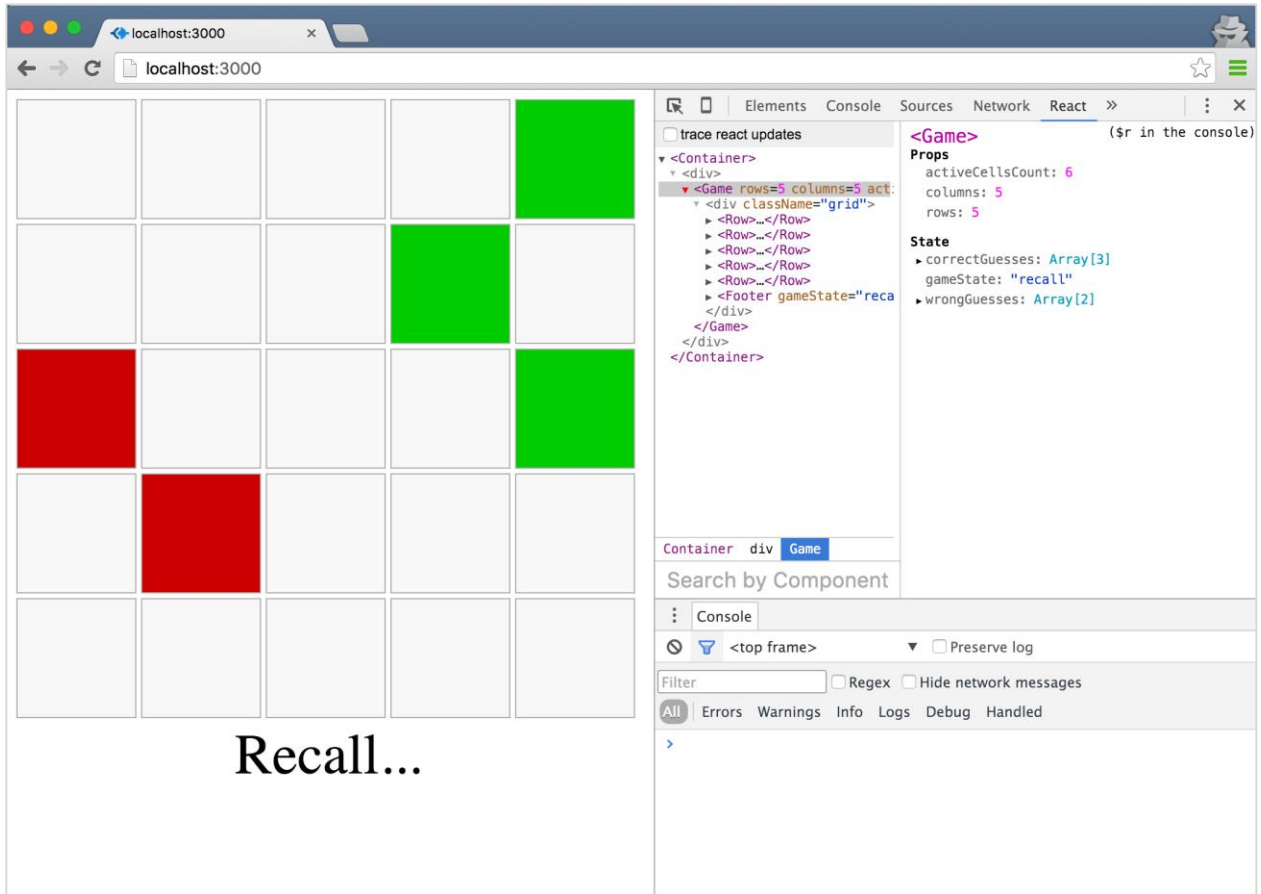 localhost:3000 ×
localhost:3000
Elements Console Sources Network React » ⋮ ×
trace react updates
▼ <Container>
▼ <div>
▼ <Game rows=5 columns=5 act:
▼ <div className="grid">
▶ <Row>…</Row>
▶ <Row>…</Row>
▶ <Row>…</Row>
▶ <Row>…</Row>
▶ <Row>…</Row>
▶ <Footer gameState="reca
</div>
</Game>
</div>
</Container>
Container div Game
Search by Component
<Game> ($r in the console)
Props
activeCellsCount: 6
columns: 5
rows: 5
State
▶ correctGuesses: Array[3]
gameState: "recall"
▶ wrongGuesses: Array[2]
⋮ Console
<top frame> ▼ Preserve log
Filter Regex Hide network messages
All Errors Warnings Info Logs Debug Handled
>
Recall...